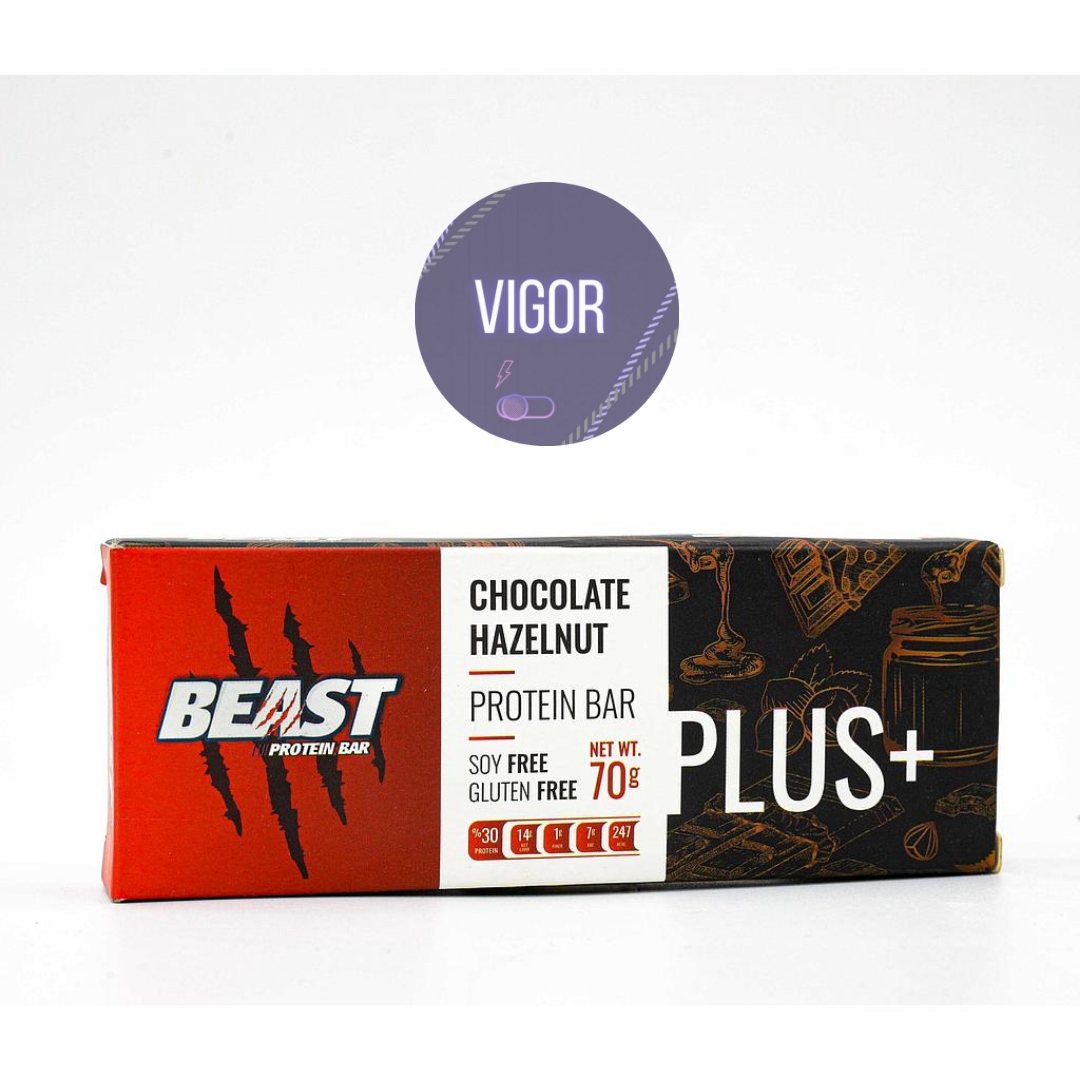 VIGOR
BEAST
PROTEIN BAR
CHOCOLATE
HAZELNUT
PROTEIN BAR
SOY FREE
GLUTEN FREE
NET WT.
70g
PLUS+
%30 14g 1g 7g 247
PROTEIN